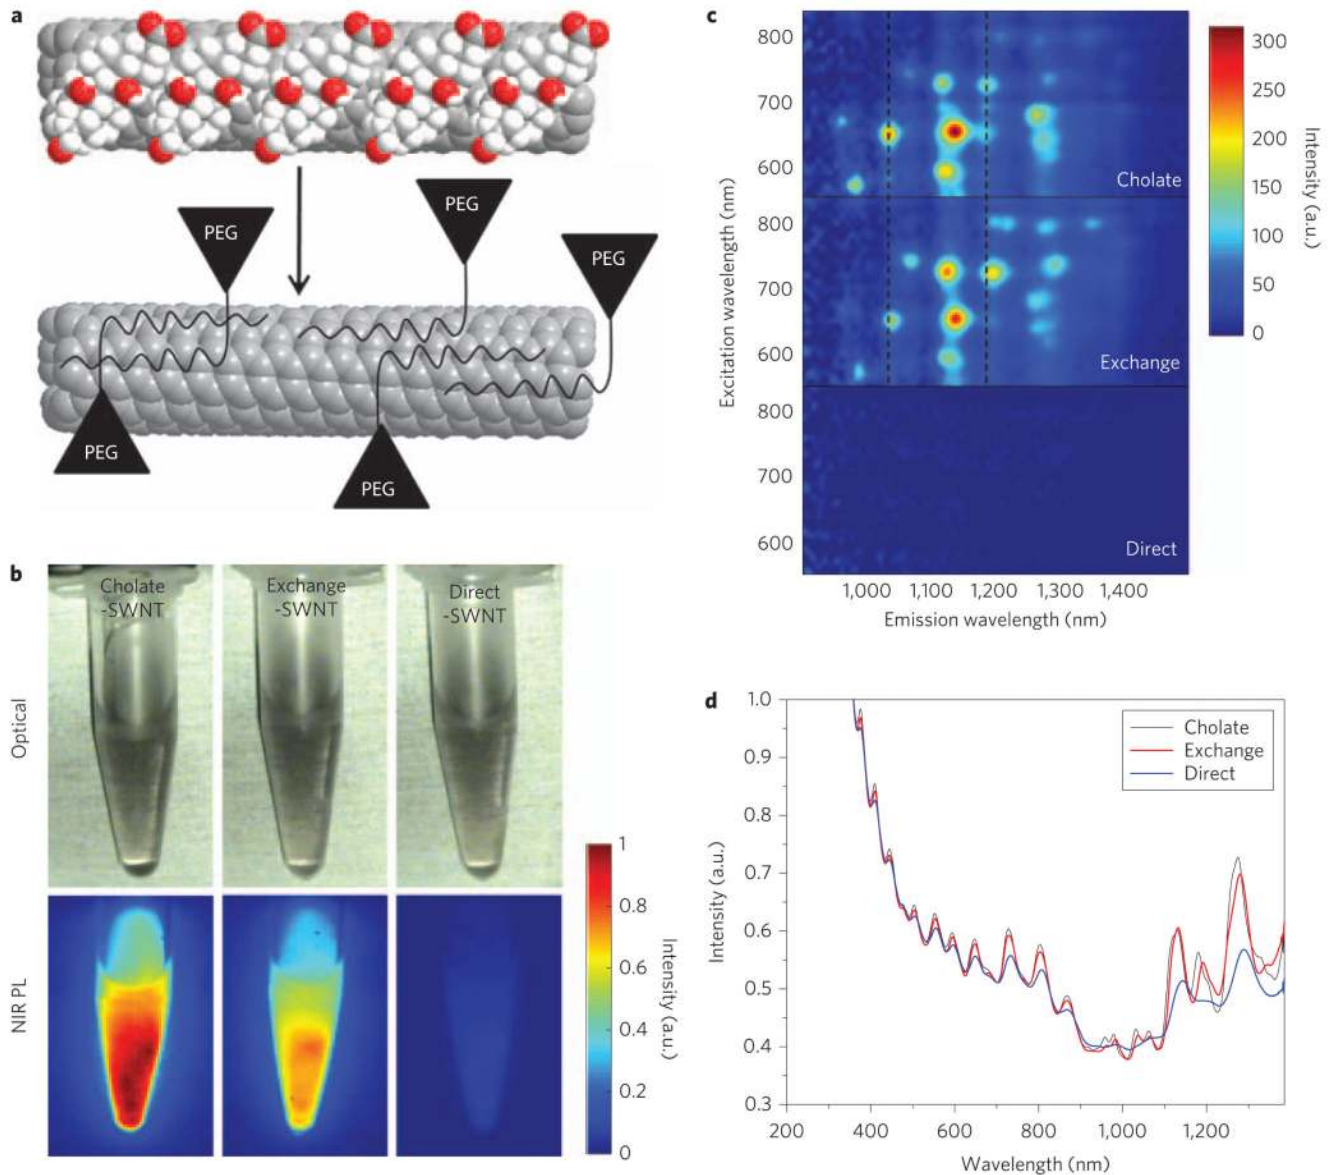 a
PEG
PEG
PEG
PEG
PEG
b
Cholate
-SWNT
Exchange
-SWNT
Direct
-SWNT
Optical
NIR PL
1
0.8
0.6
0.4
0.2
0
Intensity (a.u.)
c
800
700
600
Cholate
800
700
600
Exchange
800
700
600
Direct
Excitation wavelength (nm)
1,000 1,100 1,200 1,300 1,400
Emission wavelength (nm)
300
250
200
150
100
50
0
Intensity (a.u.)
d
1.0
0.9
0.8
0.7
0.6
0.5
0.4
0.3
Intensity (a.u.)
Cholate
Exchange
Direct
200 400 600 800 1,000 1,200
Wavelength (nm)